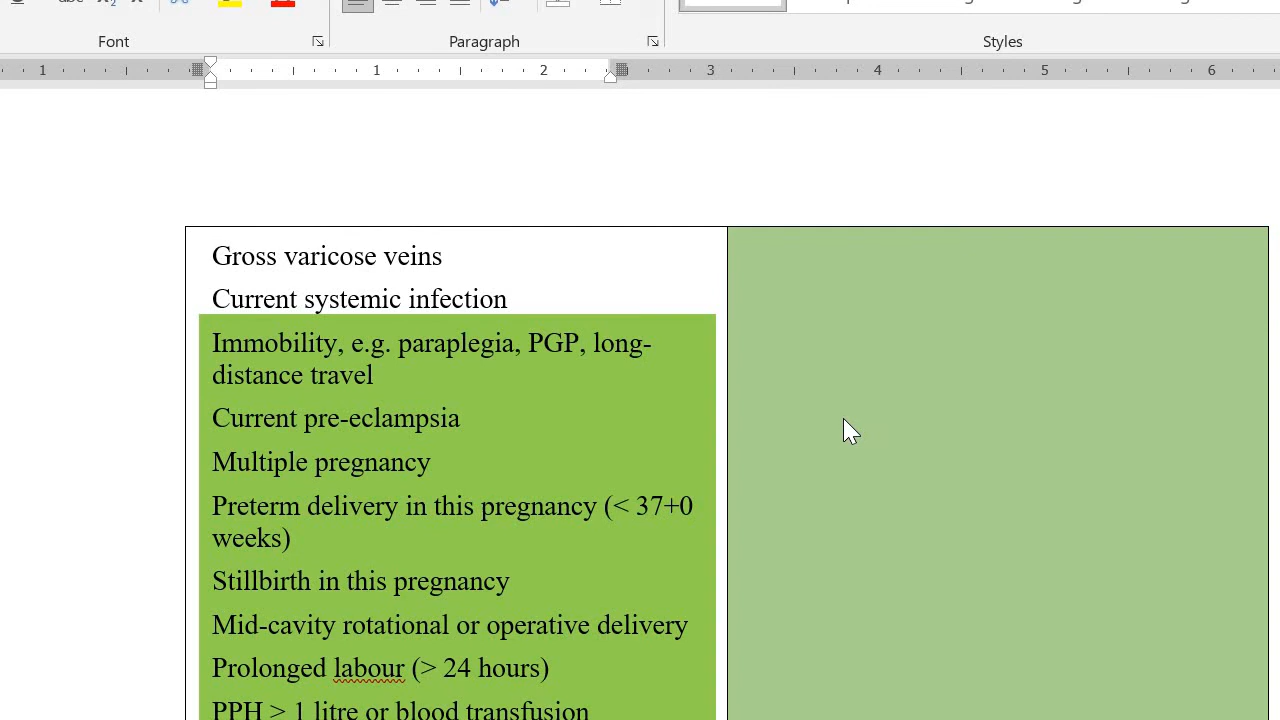 Font
Paragraph
Styles
1
1
2
3
4
5
6
Gross varicose veins
Current systemic infection
Immobility, e.g. paraplegia, PGP, long-
distance travel
Current pre-eclampsia
Multiple pregnancy
Preterm delivery in this pregnancy (< 37+0
weeks)
Stillbirth in this pregnancy
Mid-cavity rotational or operative delivery
Prolonged labour (> 24 hours)
PPH > 1 litre or blood transfusion